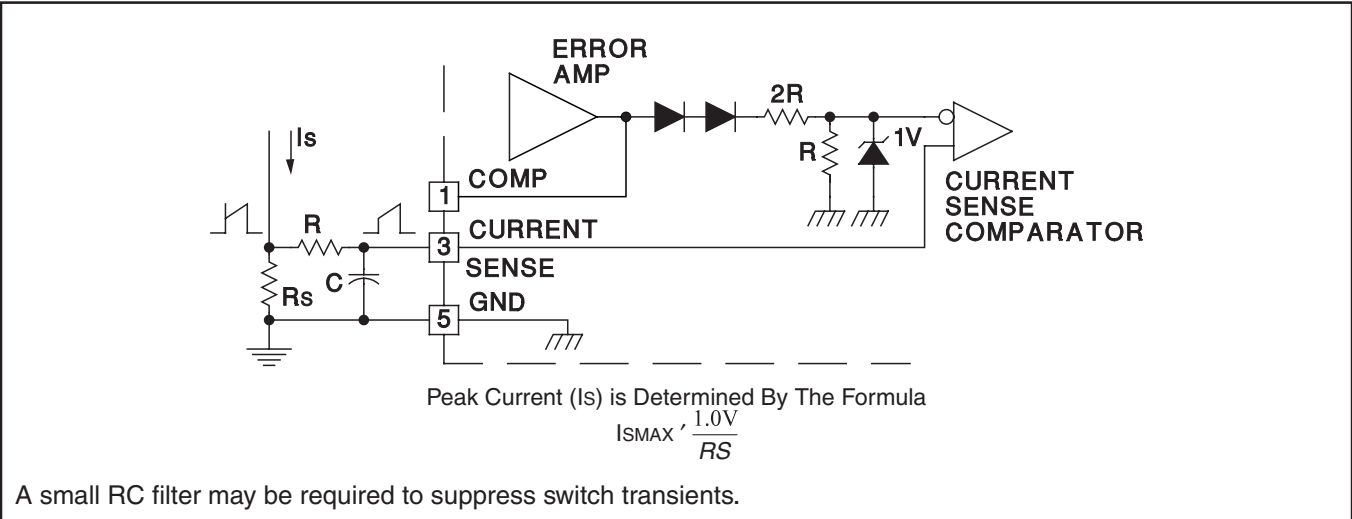 ERROR
AMP
2R
Is
R
1V
1
COMP
CURRENT
SENSE
COMPARATOR
R
3
CURRENT
SENSE
C
Rs
GND
5
Peak Current (Is) is Determined By The Formula
ISMAX ′ 1.0V
RS
A small RC filter may be required to suppress switch transients.